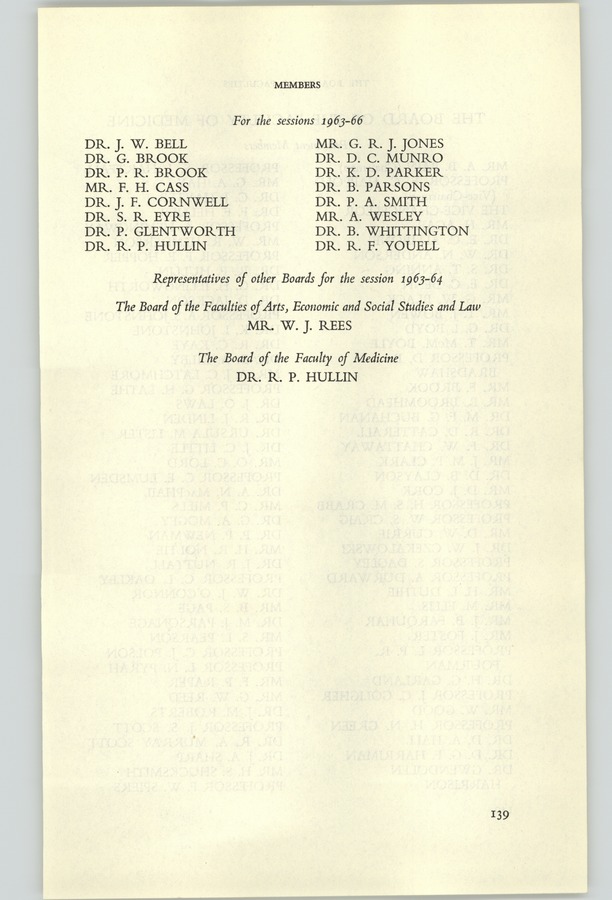 MEMBERS
For the sessions 1963-66
DR. J. W. BELL
DR. G. BROOK
DR. P. R. BROOK
MR. F. H. CASS
DR. J. F. CORNWELL
DR. S. R. EYRE
DR. P. GLENTWORTH
DR. R. P. HULLIN
MR. G. R. J. JONES
DR. D. C. MUNRO
DR. K. D. PARKER
DR. B. PARSONS
DR. P. A. SMITH
MR. A. WESLEY
DR. B. WHITTINGTON
DR. R. F. YOUELL
Representatives of other Boards for the session 1963-64
The Board of the Faculties of Arts, Economic and Social Studies and Law
MR. W. J. REES
The Board of the Faculty of Medicine
DR. R. P. HULLIN
139